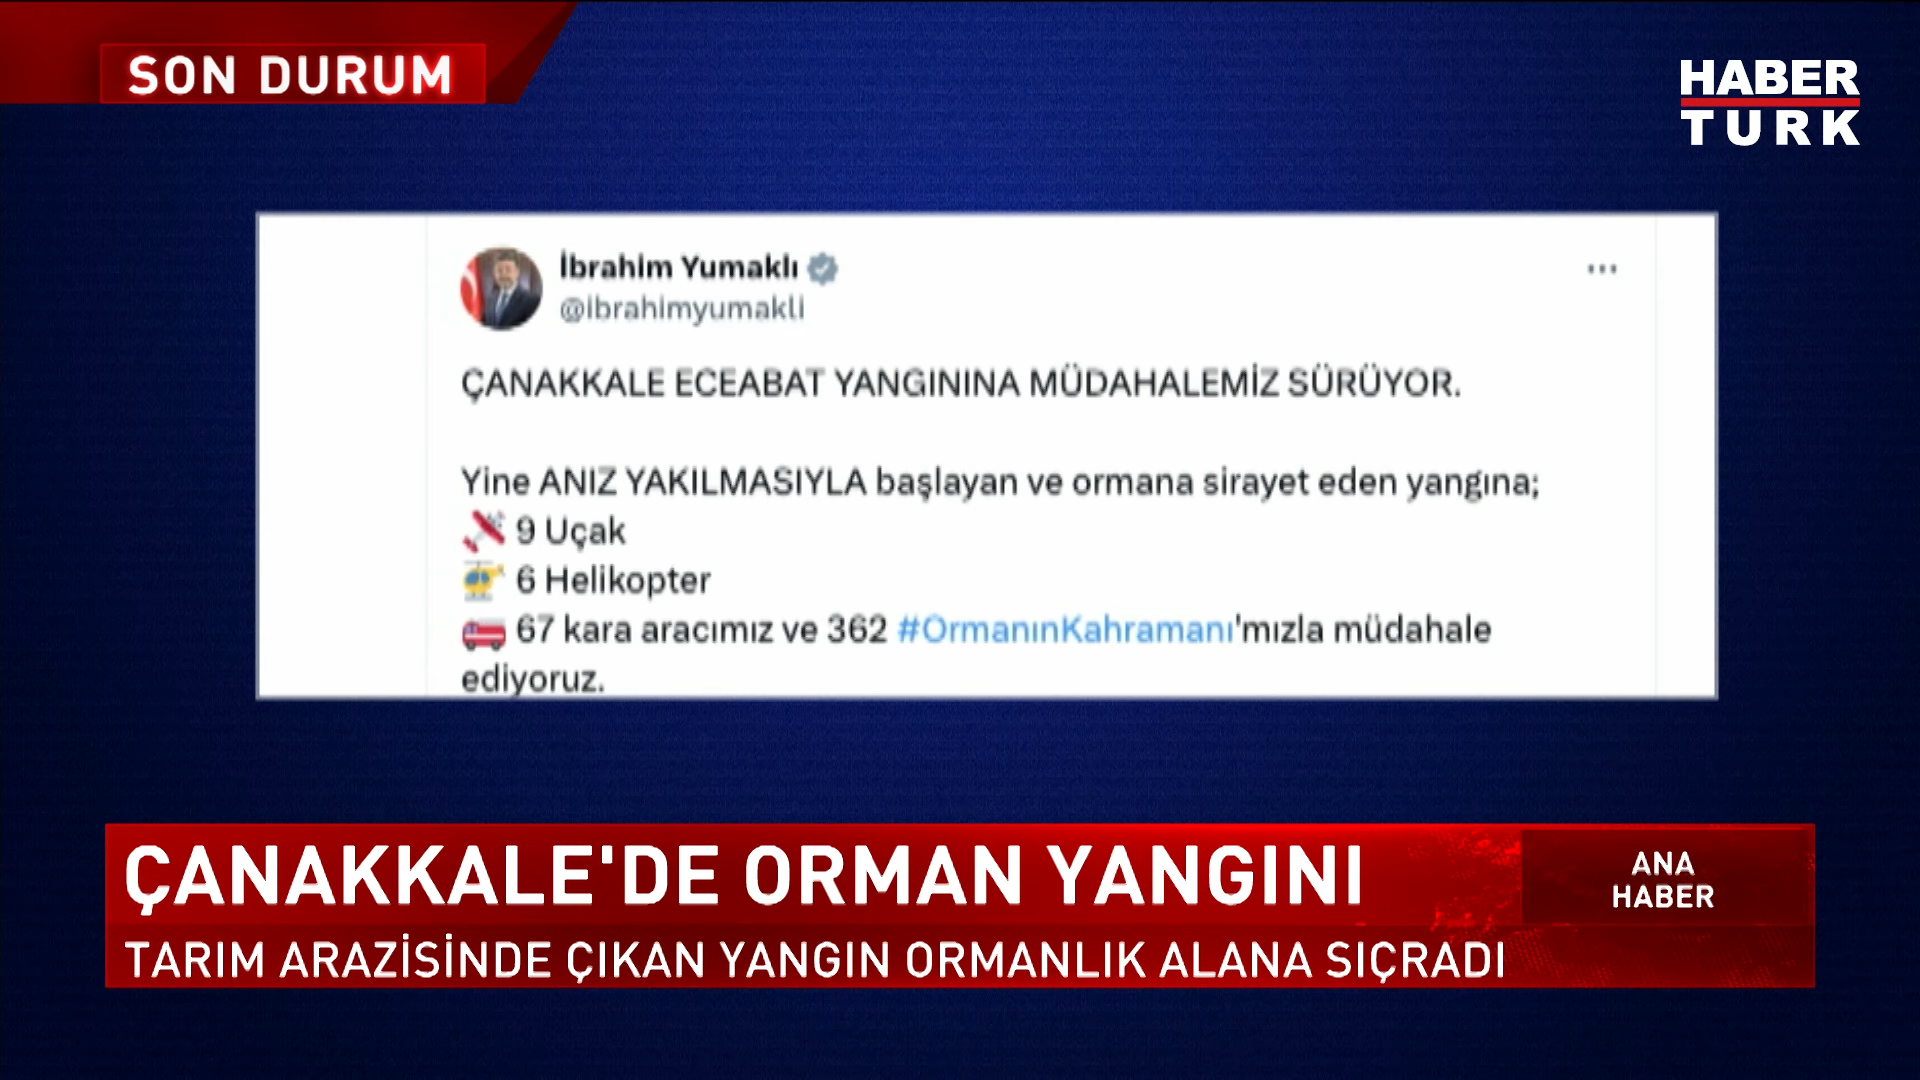 SON DURUM
HABER
TURK
İbrahim Yumaklı
@ibrahimyumakli
ÇANAKKALE ECEABAT YANGININA MÜDAHALEMİZ SÜRÜYOR.
Yine ANIZ YAKILMASIYLA başlayan ve ormana sirayet eden yangına;
9 Uçak
6 Helikopter
67 kara aracımız ve 362 #OrmanınKahramanı'mızla müdahale
ediyoruz.
ÇANAKKALE'DE ORMAN YANGINI
ANA
HABER
TARIM ARAZİSİNDE ÇIKAN YANGIN ORMANLIK ALANA SIÇRADI